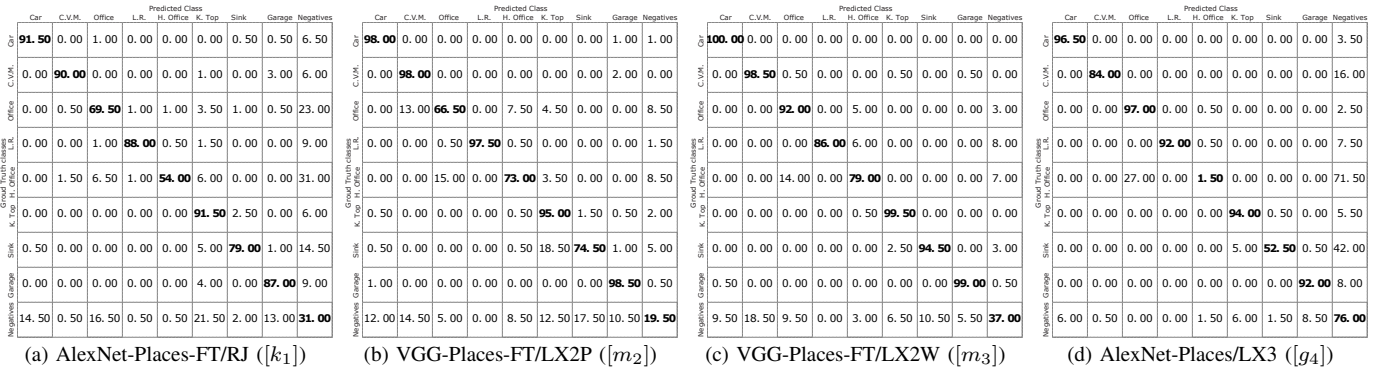 Predicted Class
Car C.V.M. Office L.R. H. Office K. Top Sink Garage Negatives
Groud Truth classes
Car 91. 50 0. 00 1. 00 0. 00 0. 00 0. 00 0. 50 0. 50 6. 50
C.V.M. 0. 00 90. 00 0. 00 0. 00 0. 00 1. 00 0. 00 3. 00 6. 00
Office 0. 00 0. 50 69. 50 1. 00 1. 00 3. 50 1. 00 0. 50 23. 00
L.R. 0. 00 0. 00 1. 00 88. 00 0. 50 1. 50 0. 00 0. 00 9. 00
H. Office 0. 00 1. 50 6. 50 1. 00 54. 00 6. 00 0. 00 0. 00 31. 00
K. Top 0. 00 0. 00 0. 00 0. 00 0. 00 91. 50 2. 50 0. 00 6. 00
Sink 0. 50 0. 00 0. 00 0. 00 0. 00 5. 00 79. 00 1. 00 14. 50
Garage 0. 00 0. 00 0. 00 0. 00 0. 00 4. 00 0. 00 87. 00 9. 00
Negatives 14. 50 0. 50 16. 50 0. 50 0. 50 21. 50 2. 00 13. 00 31. 00
(a) AlexNet-Places-FT/RJ ([k₁])
Predicted Class
Car C.V.M. Office L.R. H. Office K. Top Sink Garage Negatives
Groud Truth classes
Car 98. 00 0. 00 0. 00 0. 00 0. 00 0. 00 0. 00 1. 00 1. 00
C.V.M. 0. 00 98. 00 0. 00 0. 00 0. 00 0. 00 0. 00 2. 00 0. 00
Office 0. 00 13. 00 66. 50 0. 00 7. 50 4. 50 0. 00 0. 00 8. 50
L.R. 0. 00 0. 00 0. 50 97. 50 0. 50 0. 00 0. 00 0. 00 1. 50
H. Office 0. 00 0. 00 15. 00 0. 00 73. 00 3. 50 0. 00 0. 00 8. 50
K. Top 0. 50 0. 00 0. 00 0. 00 0. 50 95. 00 1. 50 0. 50 2. 00
Sink 0. 50 0. 00 0. 00 0. 00 0. 50 18. 50 74. 50 1. 00 5. 00
Garage 1. 00 0. 00 0. 00 0. 00 0. 00 0. 00 0. 00 98. 50 0. 50
Negatives 12. 00 14. 50 5. 00 0. 00 8. 50 12. 50 17. 50 10. 50 19. 50
(b) VGG-Places-FT/LX2P ([m₂])
Predicted Class
Car C.V.M. Office L.R. H. Office K. Top Sink Garage Negatives
Groud Truth classes
Car 100. 00 0. 00 0. 00 0. 00 0. 00 0. 00 0. 00 0. 00 0. 00
C.V.M. 0. 00 98. 50 0. 50 0. 00 0. 00 0. 50 0. 00 0. 50 0. 00
Office 0. 00 0. 00 92. 00 0. 00 5. 00 0. 00 0. 00 0. 00 3. 00
L.R. 0. 00 0. 00 0. 00 86. 00 6. 00 0. 00 0. 00 0. 00 8. 00
H. Office 0. 00 0. 00 14. 00 0. 00 79. 00 0. 00 0. 00 0. 00 7. 00
K. Top 0. 00 0. 00 0. 00 0. 00 0. 50 99. 50 0. 00 0. 00 0. 00
Sink 0. 00 0. 00 0. 00 0. 00 0. 00 2. 50 94. 50 0. 00 3. 00
Garage 0. 50 0. 00 0. 00 0. 00 0. 00 0. 00 0. 00 99. 00 0. 50
Negatives 9. 50 18. 50 9. 50 0. 00 3. 00 6. 50 10. 50 5. 50 37. 00
(c) VGG-Places-FT/LX2W ([m₃])
Predicted Class
Car C.V.M. Office L.R. H. Office K. Top Sink Garage Negatives
Groud Truth classes
Car 96. 50 0. 00 0. 00 0. 00 0. 00 0. 00 0. 00 0. 00 3. 50
C.V.M. 0. 00 84. 00 0. 00 0. 00 0. 00 0. 00 0. 00 0. 00 16. 00
Office 0. 00 0. 00 97. 00 0. 00 0. 50 0. 00 0. 00 0. 00 2. 50
L.R. 0. 00 0. 00 0. 00 92. 00 0. 50 0. 00 0. 00 0. 00 7. 50
H. Office 0. 00 0. 00 27. 00 0. 00 1. 50 0. 00 0. 00 0. 00 71. 50
K. Top 0. 00 0. 00 0. 00 0. 00 0. 00 94. 00 0. 50 0. 00 5. 50
Sink 0. 00 0. 00 0. 00 0. 00 0. 00 5. 00 52. 50 0. 50 42. 00
Garage 0. 00 0. 00 0. 00 0. 00 0. 00 0. 00 0. 00 92. 00 8. 00
Negatives 6. 00 0. 50 0. 00 0. 00 1. 50 6. 00 1. 50 8. 50 76. 00
(d) AlexNet-Places/LX3 ([g₄])